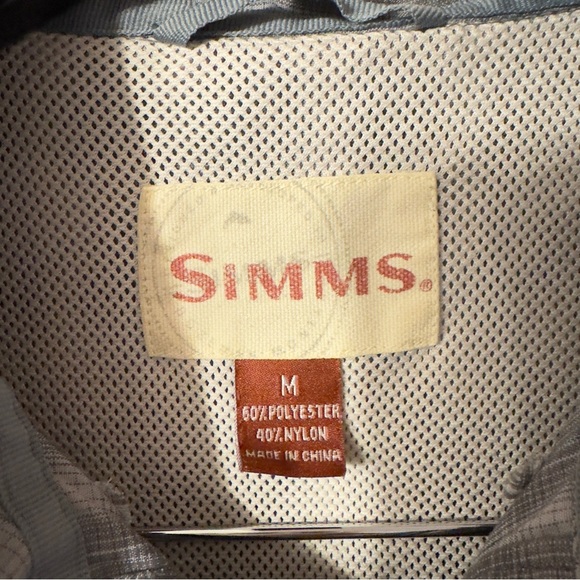 SIMMS®
M
60% POLYESTER
40% NYLON
MADE IN CHINA